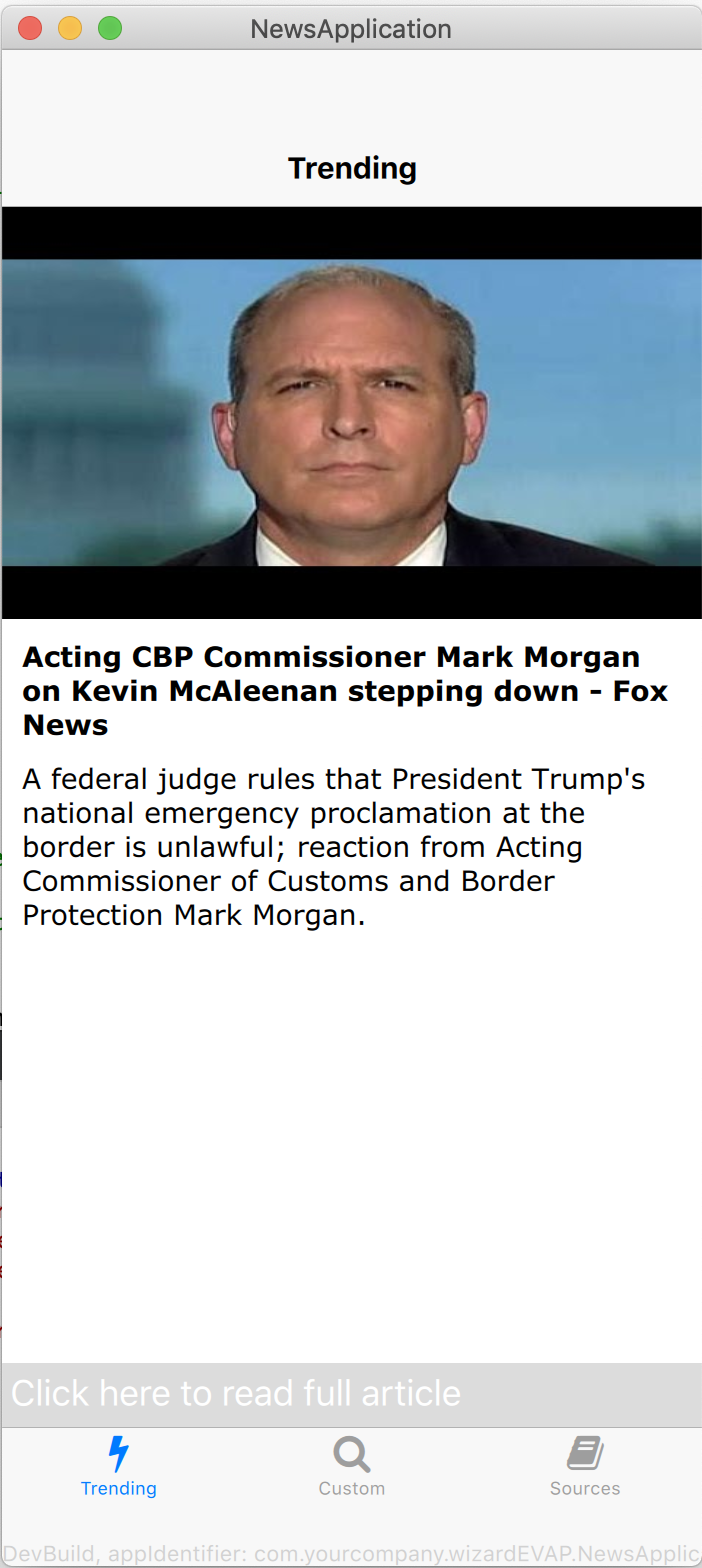 NewsApplication
Trending
Acting CBP Commissioner Mark Morgan
on Kevin McAleenan stepping down - Fox
News
A federal judge rules that President Trump's
national emergency proclamation at the
border is unlawful; reaction from Acting
Commissioner of Customs and Border
Protection Mark Morgan.
Click here to read full article
Trending Custom Sources
DevBuild, appIdentifier: com.yourcompany.wizardEVAP.NewsApplic